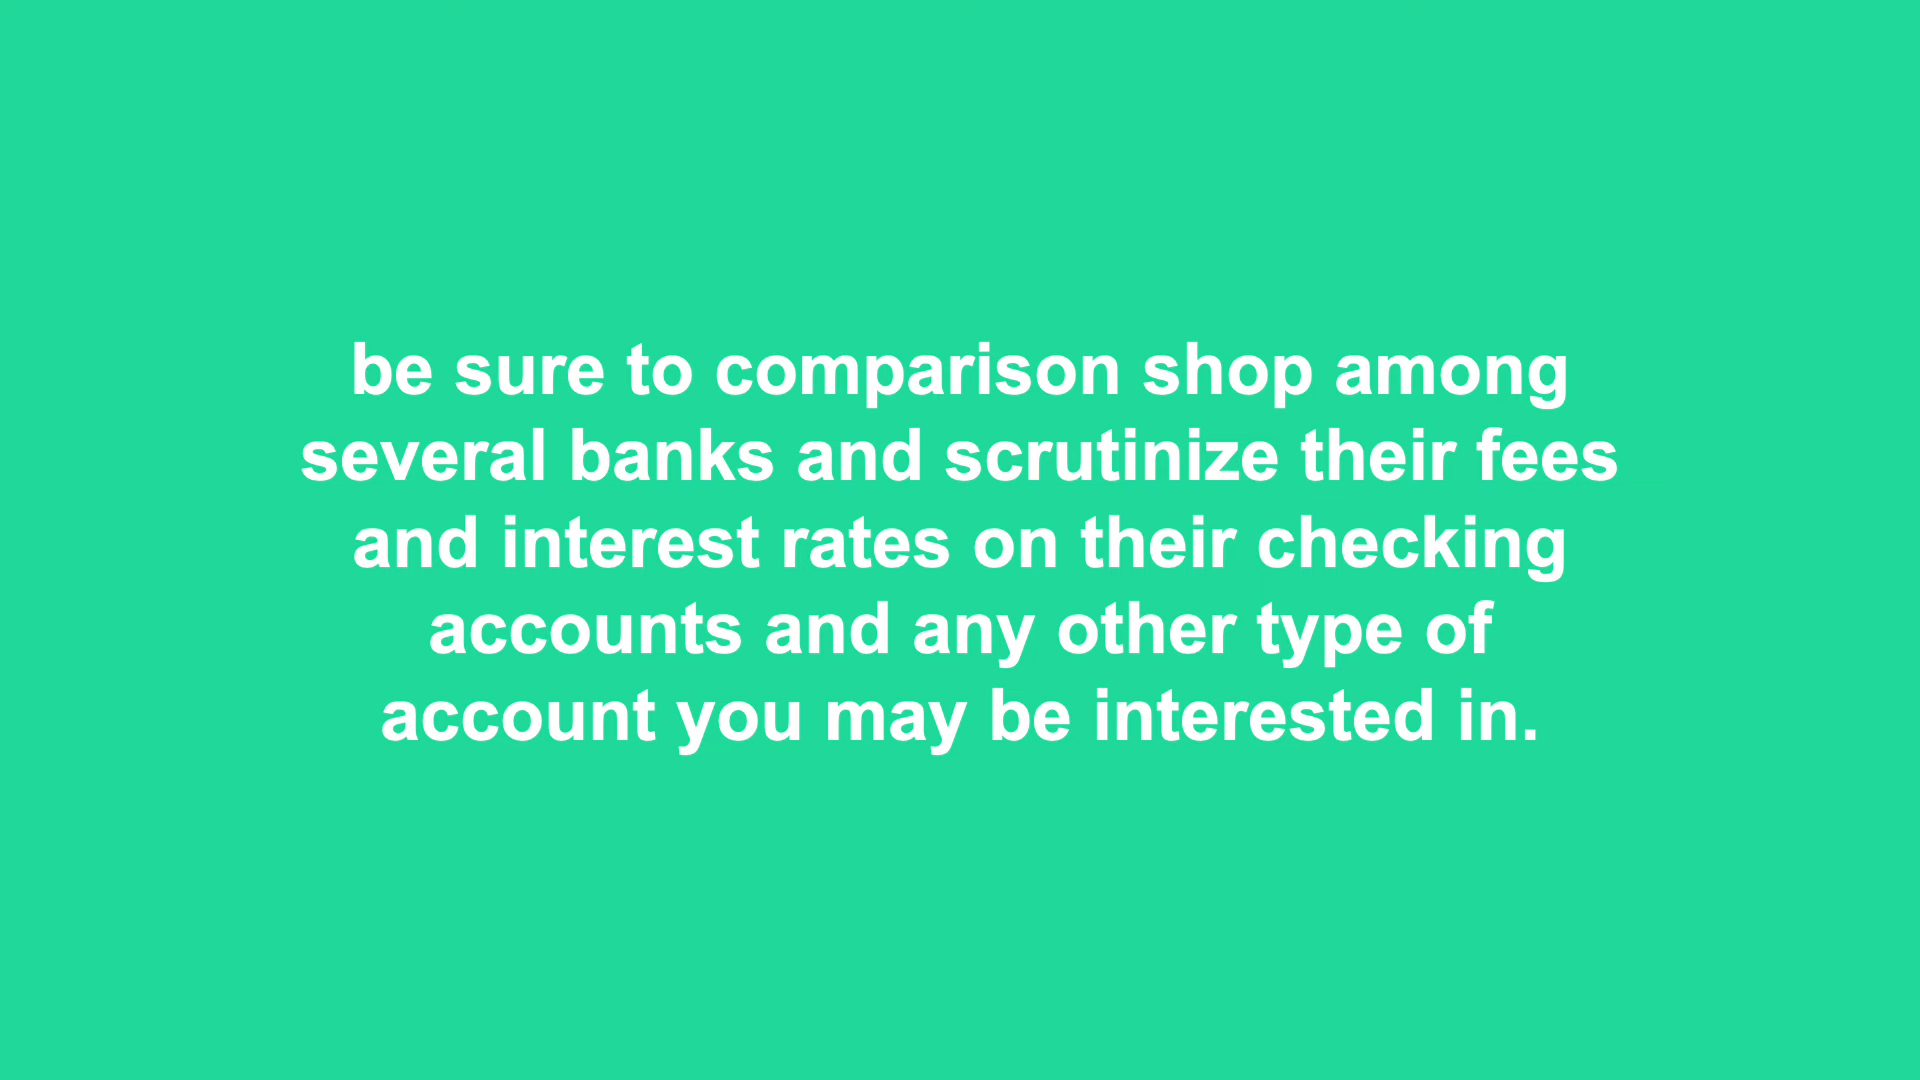 be sure to comparison shop among
several banks and scrutinize their fees
and interest rates on their checking
accounts and any other type of
account you may be interested in.